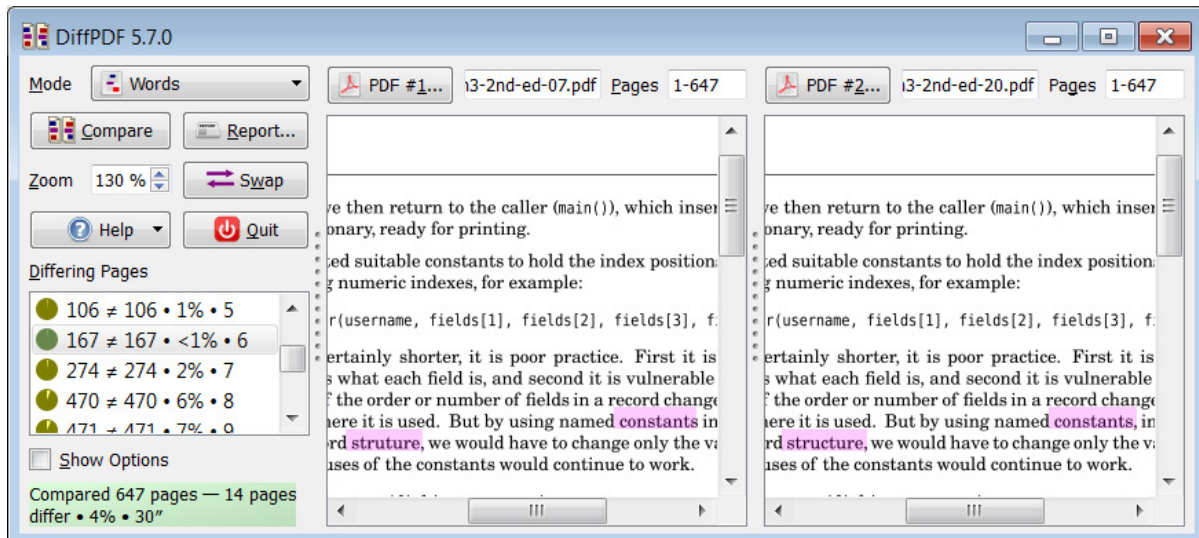 DiffPDF 5.7.0
Mode Words
Compare Report...
Zoom 130 % Swap
Help Quit
Differing Pages
106 ≠ 106 • 1% • 5
167 ≠ 167 • <1% • 6
274 ≠ 274 • 2% • 7
470 ≠ 470 • 6% • 8
471 ≠ 471 • 7% • 9
Show Options
Compared 647 pages — 14 pages
differ • 4% • 30″
PDF #1... 13-2nd-ed-07.pdf Pages 1-647
then return to the caller (main()), which inser
onary, ready for printing.
ted suitable constants to hold the index position
g numeric indexes, for example:
r(username, fields[1], fields[2], fields[3], f
ertainly shorter, it is poor practice. First it is
s what each field is, and second it is vulnerable
f the order or number of fields in a record change
here it is used. But by using named constants in
rd struture, we would have to change only the va
uses of the constants would continue to work.
PDF #2... 13-2nd-ed-20.pdf Pages 1-647
then return to the caller (main()), which inser
onary, ready for printing.
ted suitable constants to hold the index position
g numeric indexes, for example:
r(username, fields[1], fields[2], fields[3], f
ertainly shorter, it is poor practice. First it is
s what each field is, and second it is vulnerable
f the order or number of fields in a record change
here it is used. But by using named constants, in
rd structure, we would have to change only the va
uses of the constants would continue to work.